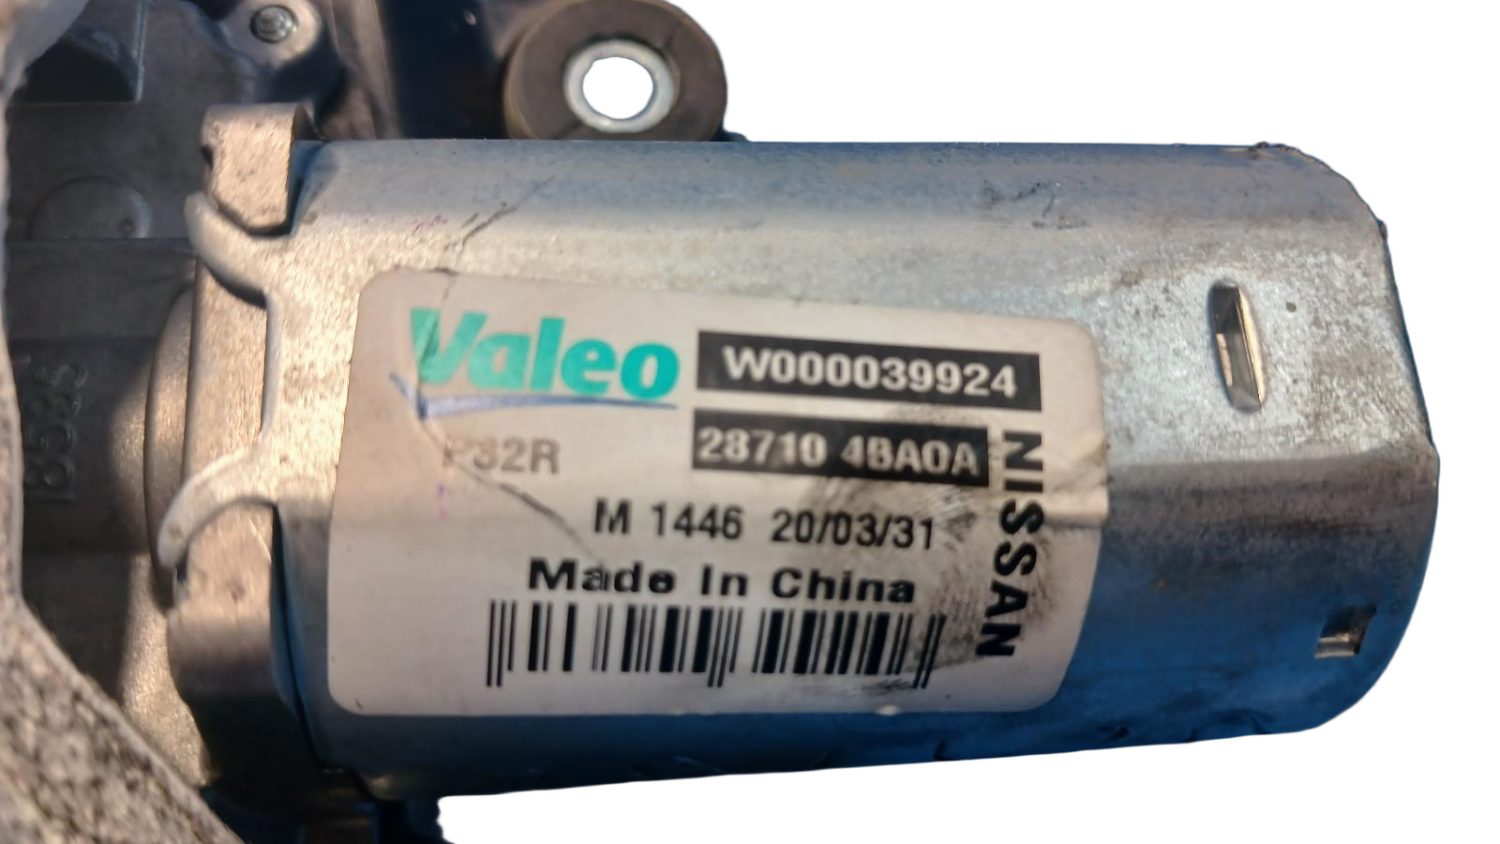 Valeo
W000039924
P32R
28710 4BA0A
M 1446 20/03/31
Made In China
NISSAN